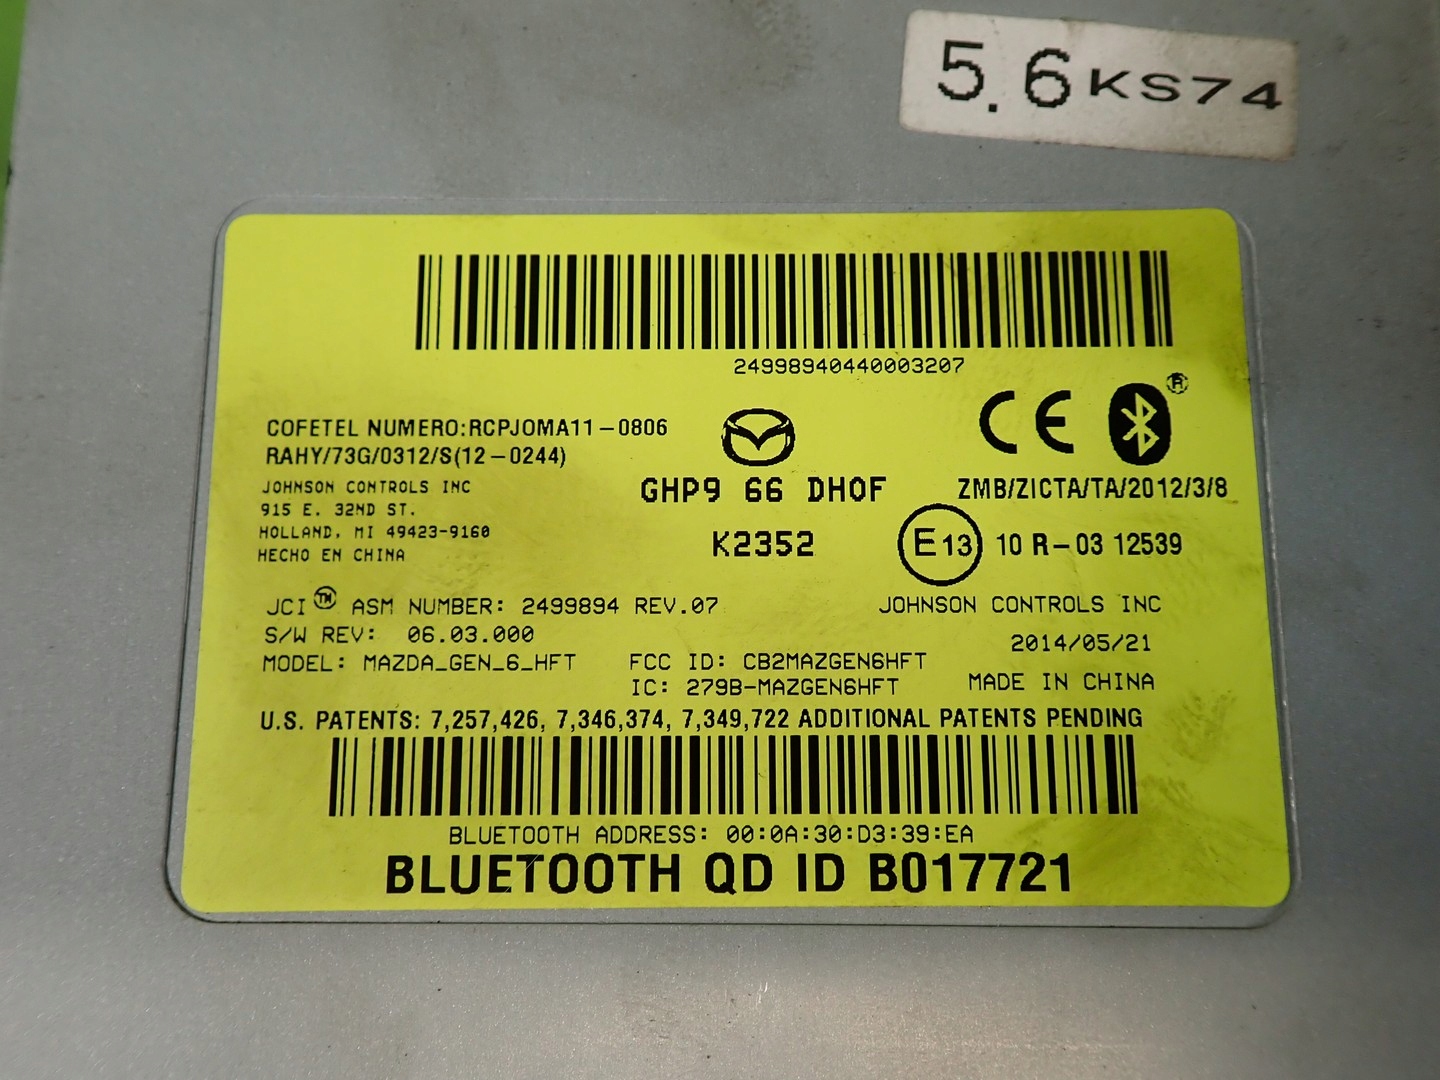 5.6KS74
24998940440003207
COFETEL NUMERO:RCPJOMA11-0806
RAHY/73G/0312/S(12-0244)
JOHNSON CONTROLS INC
915 E. 32ND ST.
HOLLAND, MI 49423-9160
HECHO EN CHINA
GHP9 66 DH0F
K2352
CE ®
ZMB/ZICTA/TA/2012/3/8
E13 10 R-03 12539
JCI™ ASM NUMBER: 2499894 REV.07
S/W REV: 06.03.000
MODEL: MAZDA_GEN_6_HFT
FCC ID: CB2MAZGEN6HFT
IC: 279B-MAZGEN6HFT
JOHNSON CONTROLS INC
2014/05/21
MADE IN CHINA
U.S. PATENTS: 7,257,426, 7,346,374, 7,349,722 ADDITIONAL PATENTS PENDING
BLUETOOTH ADDRESS: 00:0A:30:D3:39:EA
BLUETOOTH QD ID B017721